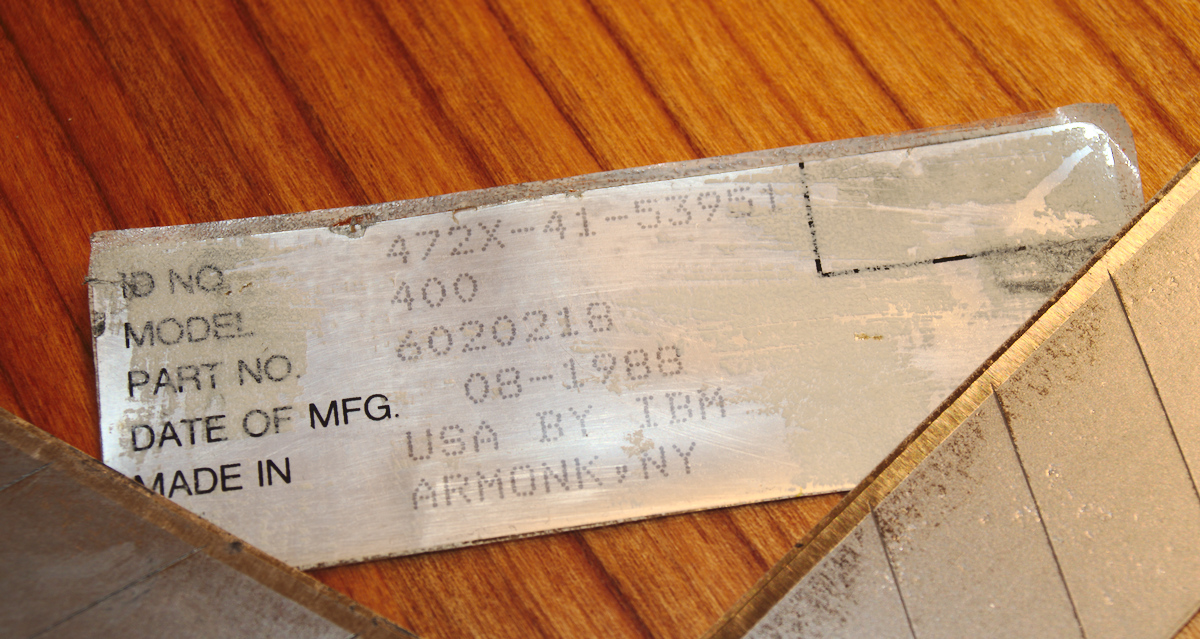 ID NO. 472X-41-53951
MODEL 400
PART NO. 6020218
DATE OF MFG. 08-1988
MADE IN USA BY IBM
ARMONK,NY